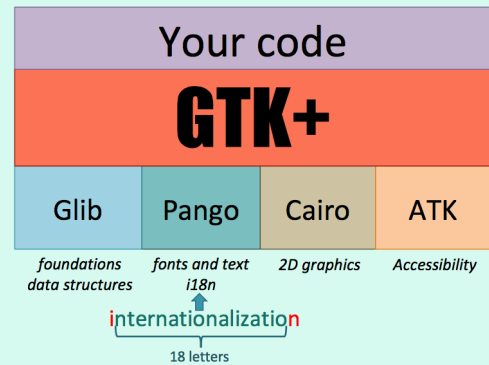 Your code
GTK+
Glib Pango Cairo ATK
foundations fonts and text 2D graphics Accessibility
data structures i18n
internationalization
18 letters